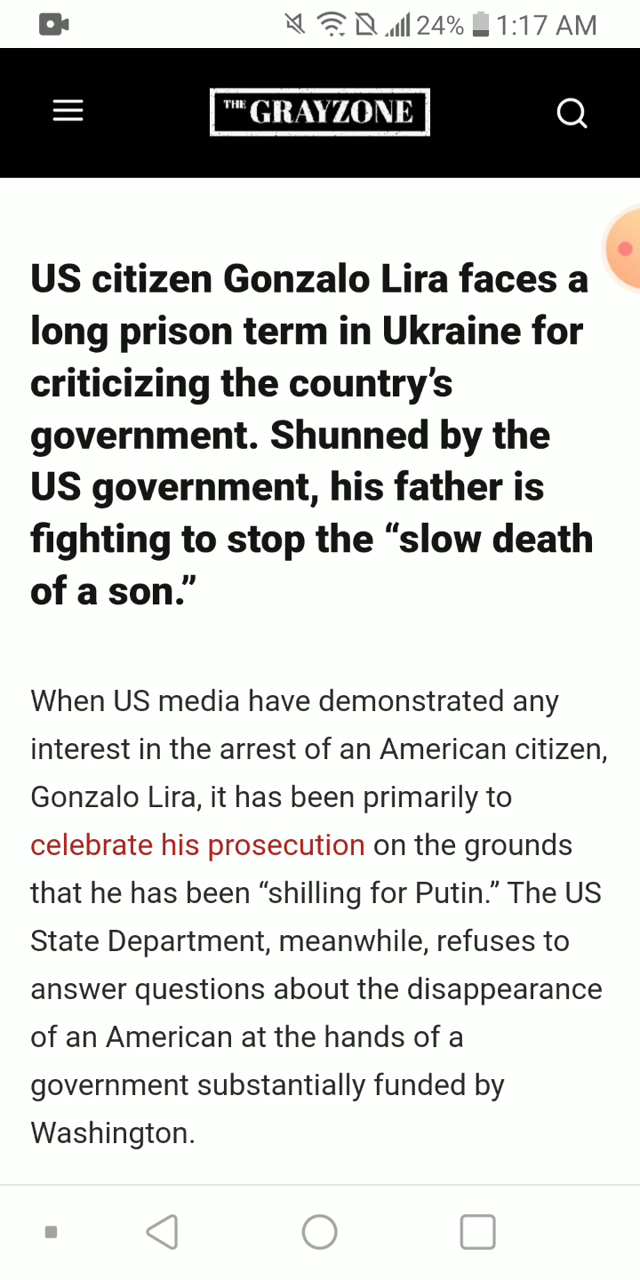 24% 1:17 AM
THE GRAYZONE
US citizen Gonzalo Lira faces a
long prison term in Ukraine for
criticizing the country’s
government. Shunned by the
US government, his father is
fighting to stop the “slow death
of a son.”
When US media have demonstrated any
interest in the arrest of an American citizen,
Gonzalo Lira, it has been primarily to
celebrate his prosecution on the grounds
that he has been “shilling for Putin.” The US
State Department, meanwhile, refuses to
answer questions about the disappearance
of an American at the hands of a
government substantially funded by
Washington.